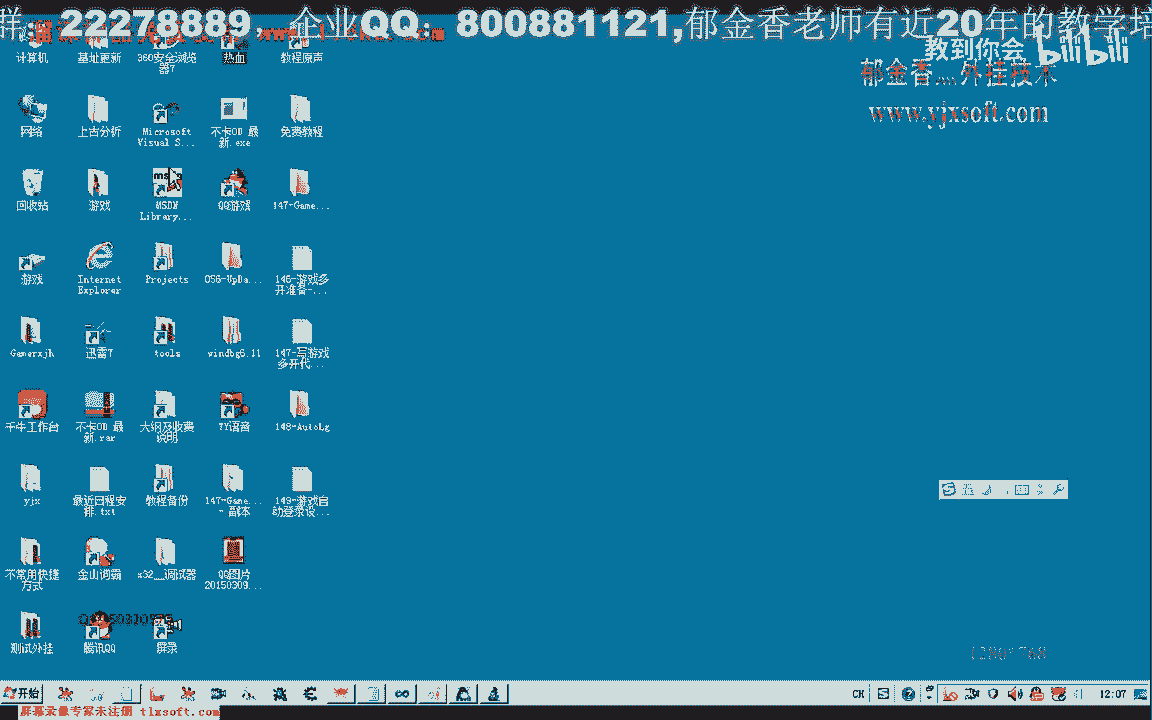 群: 22278889, 企业QQ: 800881121,郁金香老师有近20年的教学培
教到你会
bilibili
郁金香
外挂技术
www.yjxsoft.com
计算机
基址更新
360安全浏览器7
热血
教程原声
网络
上古分析
Microsoft Visual S...
不卡OD 最新.exe
免费教程
回收站
游戏
MSDN Library...
QQ游戏
147-Game...
游戏
Internet Explorer
Projects
OS6-UpDa...
146-游戏多开准备-...
Gamerxjh
迅雷7
tools
windbg6.11
147-写游戏多开代...
千牛工作台
不卡OD 最新.rar
大纲及收费说明
YY语音
148-AutoLg
yjx
最近日程安排.txt
教程备份
147-Game... - 副本
149-游戏自动登录设...
不常用快捷方式
金山词霸
x32__调试器
QQ图片20150309...
测试外挂
腾讯QQ
屏录
开始
CH
12:07
屏幕录像专家未注册 tlxsoft.com